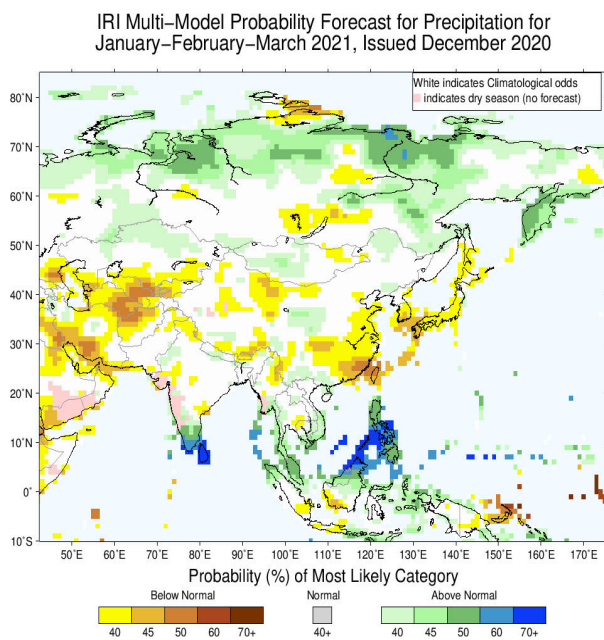 IRI Multi-Model Probability Forecast for Precipitation for
January-February-March 2021, Issued December 2020
White indicates Climatological odds
indicates dry season (no forecast)
80°N
70°N
60°N
50°N
40°N
30°N
20°N
10°N
0°N
10°S
50°E 60°E 70°E 80°E 90°E 100°E 110°E 120°E 130°E 140°E 150°E 160°E 170°E
Probability (%) of Most Likely Category
Below Normal Normal Above Normal
40 45 50 60 70+ 40+ 40 45 50 60 70+